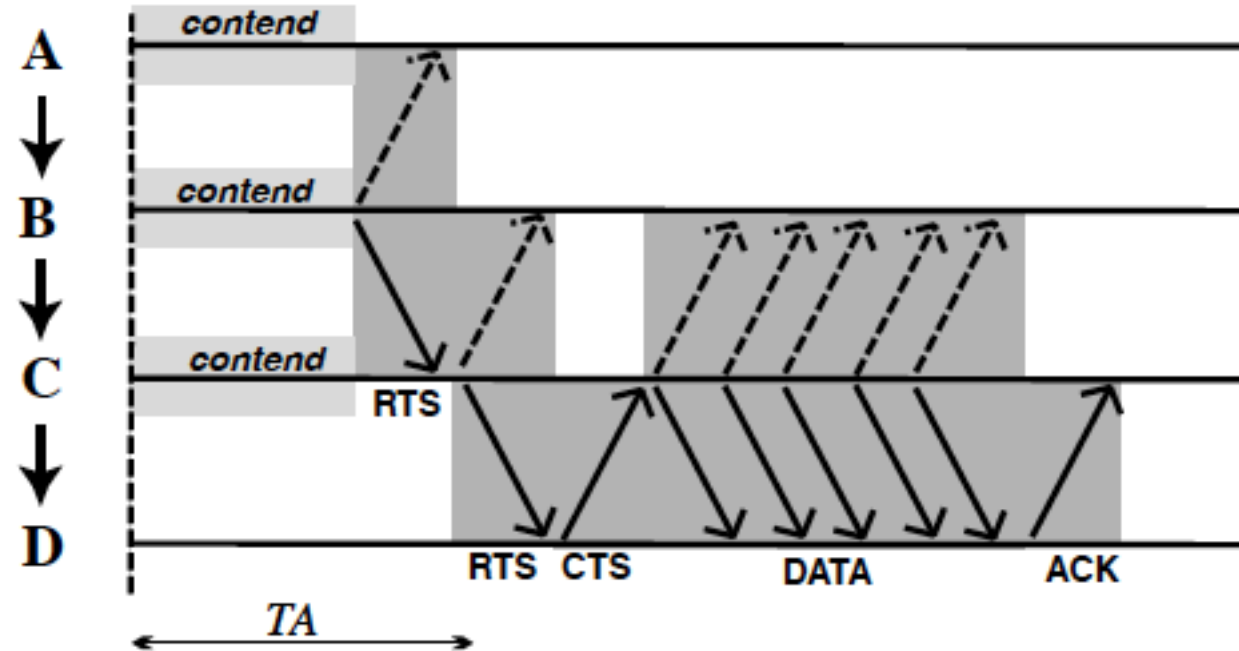 contend
A
contend
B
contend
C
RTS
D
RTS CTS DATA ACK
TA